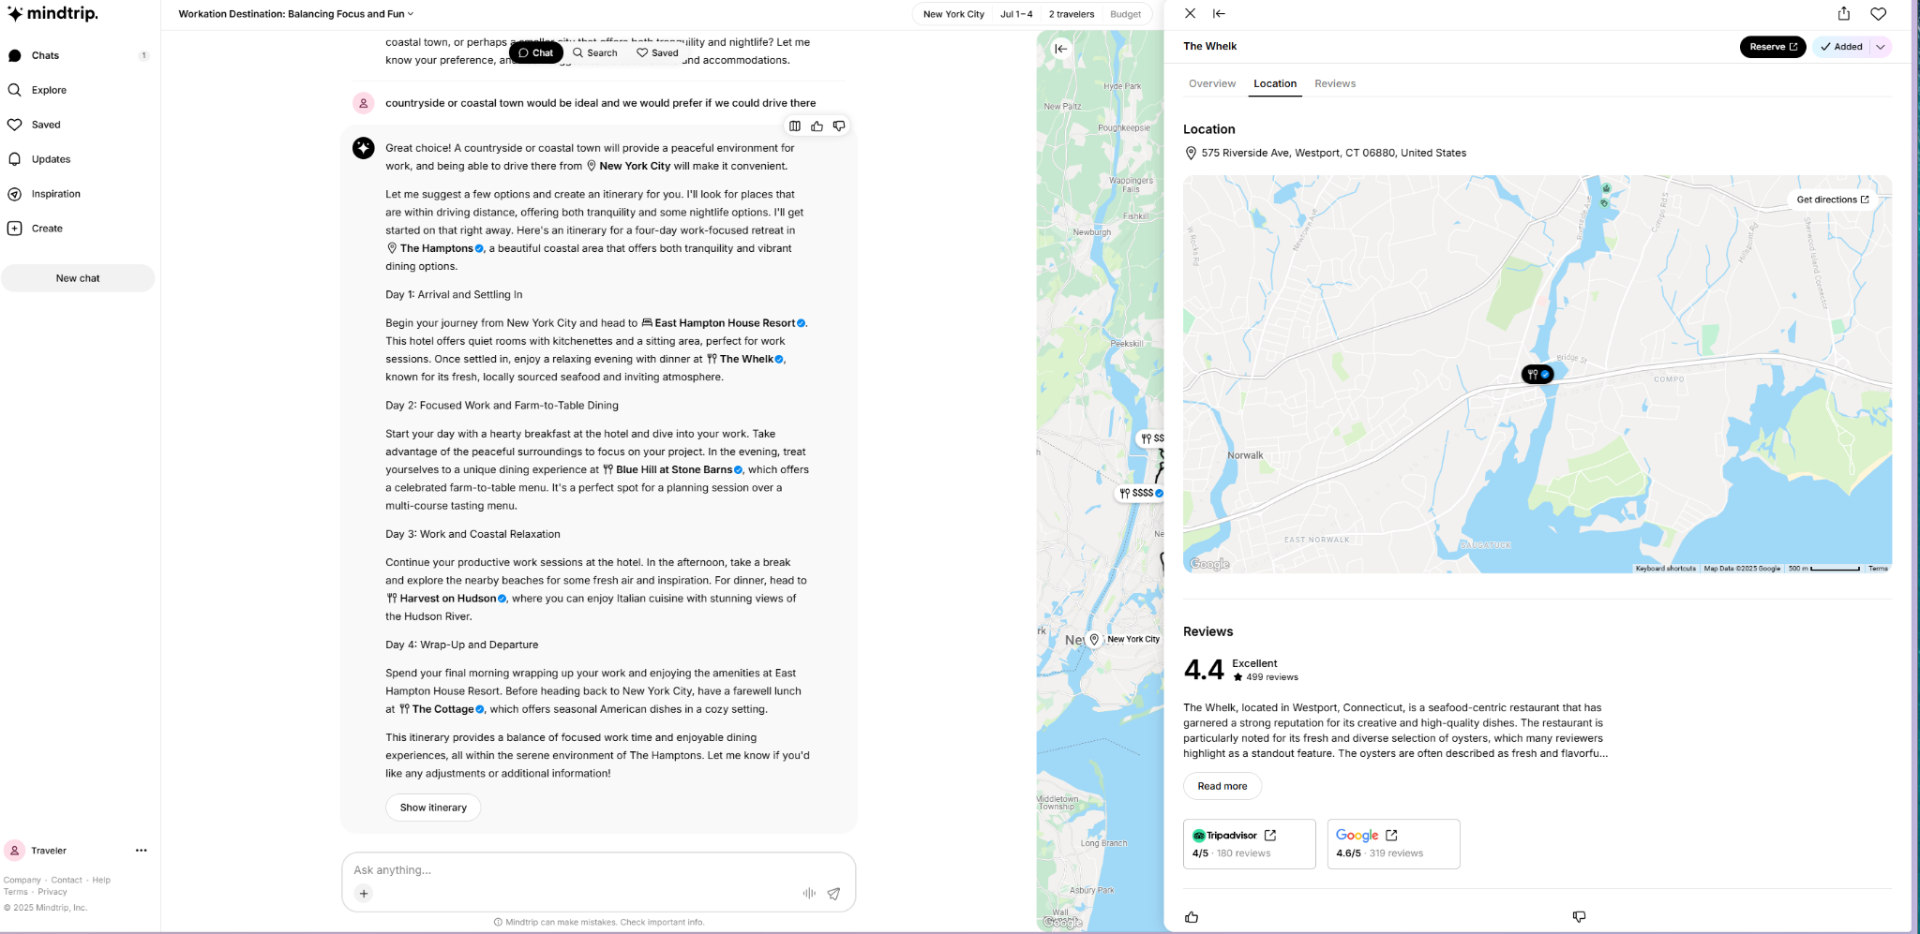 mindtrip.
Chats 1
Explore
Saved
Updates
Inspiration
Create
New chat
Traveler
Company · Contact · Help
Terms · Privacy
© 2025 Mindtrip, Inc.
Workation Destination: Balancing Focus and Fun
New York City Jul 1 – 4 2 travelers Budget
Chat Search Saved
coastal town, or perhaps a smaller city that offers both tranquility and nightlife? Let me
know your preference, and and accommodations.
countryside or coastal town would be ideal and we would prefer if we could drive there
Great choice! A countryside or coastal town will provide a peaceful environment for
work, and being able to drive there from New York City will make it convenient.
Let me suggest a few options and create an itinerary for you. I'll look for places that
are within driving distance, offering both tranquility and some nightlife options. I'll get
started on that right away. Here's an itinerary for a four-day work-focused retreat in
The Hamptons, a beautiful coastal area that offers both tranquility and vibrant
dining options.
Day 1: Arrival and Settling In
Begin your journey from New York City and head to East Hampton House Resort.
This hotel offers quiet rooms with kitchenettes and a sitting area, perfect for work
sessions. Once settled in, enjoy a relaxing evening with dinner at The Whelk,
known for its fresh, locally sourced seafood and inviting atmosphere.
Day 2: Focused Work and Farm-to-Table Dining
Start your day with a hearty breakfast at the hotel and dive into your work. Take
advantage of the peaceful surroundings to focus on your project. In the evening, treat
yourselves to a unique dining experience at Blue Hill at Stone Barns, which offers
a celebrated farm-to-table menu. It's a perfect spot for a planning session over a
multi-course tasting menu.
Day 3: Work and Coastal Relaxation
Continue your productive work sessions at the hotel. In the afternoon, take a break
and explore the nearby beaches for some fresh air and inspiration. For dinner, head to
Harvest on Hudson, where you can enjoy Italian cuisine with stunning views of
the Hudson River.
Day 4: Wrap-Up and Departure
Spend your final morning wrapping up your work and enjoying the amenities at East
Hampton House Resort. Before heading back to New York City, have a farewell lunch
at The Cottage, which offers seasonal American dishes in a cozy setting.
This itinerary provides a balance of focused work time and enjoyable dining
experiences, all within the serene environment of The Hamptons. Let me know if you'd
like any adjustments or additional information!
Show itinerary
Ask anything...
Mindtrip can make mistakes. Check important info.
Hyde Park
New Paltz
Poughkeepsie
Wappingers
Falls
Fishkill
Newburgh
Peekskill
$$
$$$$
New York City
Middletown
Township
Long Branch
Asbury Park
Wall
Google
The Whelk
Reserve Added
Overview Location Reviews
Location
575 Riverside Ave, Westport, CT 06880, United States
Get directions
Bridge St
COMPO
Norwalk
EAST NORWALK
SAUGATUCK
Google
Keyboard shortcuts Map Data ©2025 Google 500 m Terms
Reviews
4.4 Excellent
499 reviews
The Whelk, located in Westport, Connecticut, is a seafood-centric restaurant that has
garnered a strong reputation for its creative and high-quality dishes. The restaurant is
particularly noted for its fresh and diverse selection of oysters, which many reviewers
highlight as a standout feature. The oysters are often described as fresh and flavorfu...
Read more
Tripadvisor
4/5 · 180 reviews
Google
4.6/5 · 319 reviews